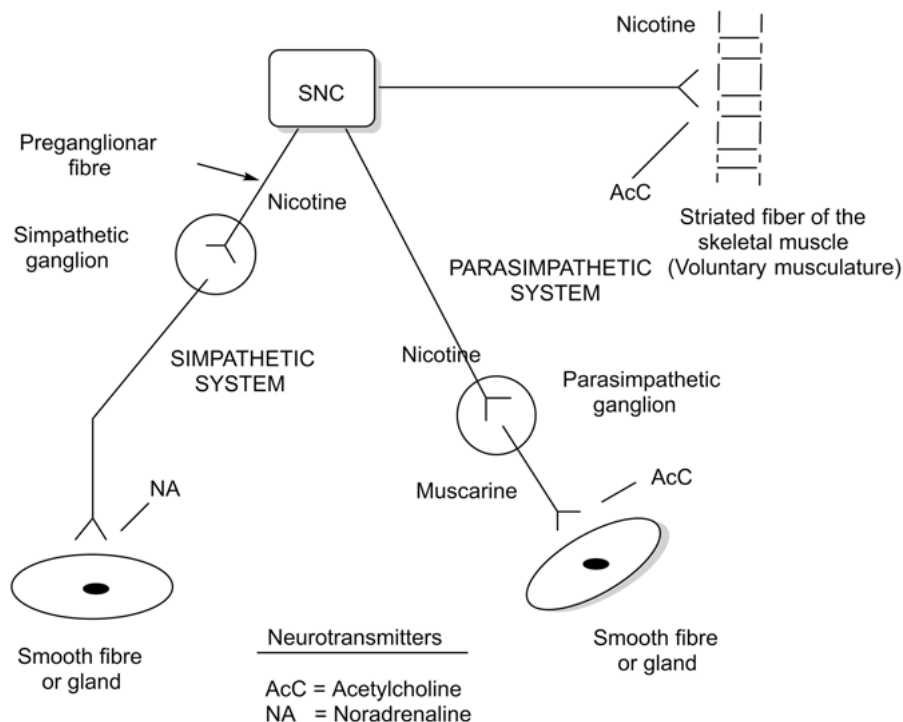 Nicotine
SNC
Preganglionar
fibre
Nicotine
AcC
Simpathetic
ganglion
Striated fiber of the
skeletal muscle
(Voluntary musculature)
PARASIMPATHETIC
SYSTEM
SIMPATHETIC
SYSTEM
Nicotine
Parasimpathetic
ganglion
NA
Muscarine
AcC
Smooth fibre
or gland
Neurotransmitters
AcC = Acetylcholine
NA = Noradrenaline
Smooth fibre
or gland